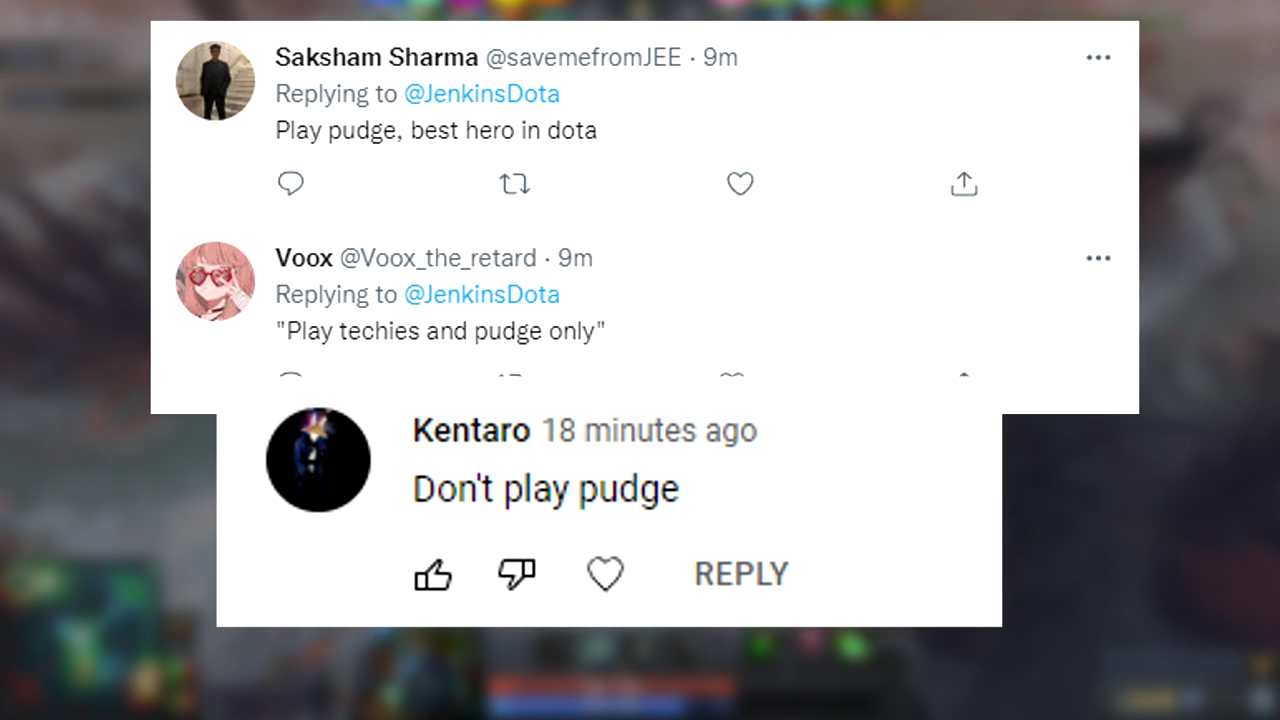 Saksham Sharma @savemefromJEE · 9m
Replying to @JenkinsDota
Play pudge, best hero in dota
Voox @Voox_the_retard · 9m
Replying to @JenkinsDota
"Play techies and pudge only"
Kentaro 18 minutes ago
Don't play pudge
REPLY